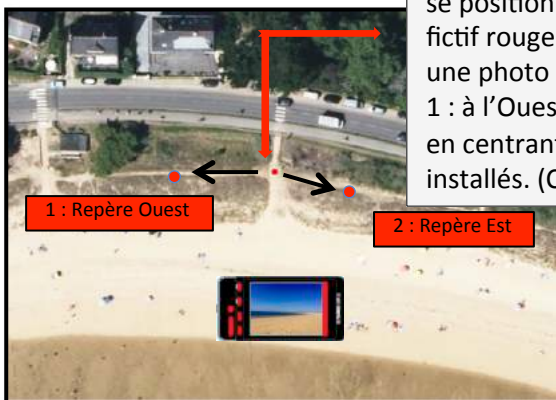 se position
fictif rouge
une photo
1 : à l'Oues
en centrant
installés. (C
1 : Repère Ouest
2 : Repère Est